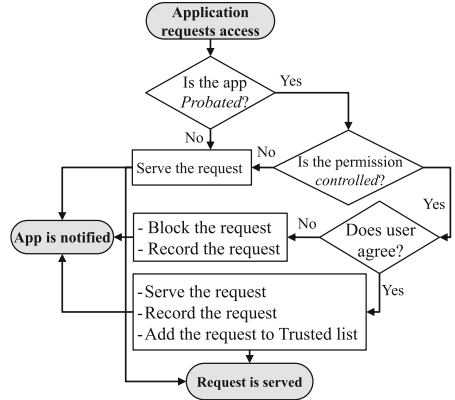 Application
requests access
Is the app
Probated?
Yes
No
Serve the request
No
Is the permission
controlled?
Yes
App is notified
- Block the request
- Record the request
No
Does user
agree?
Yes
- Serve the request
- Record the request
- Add the request to Trusted list
Request is served